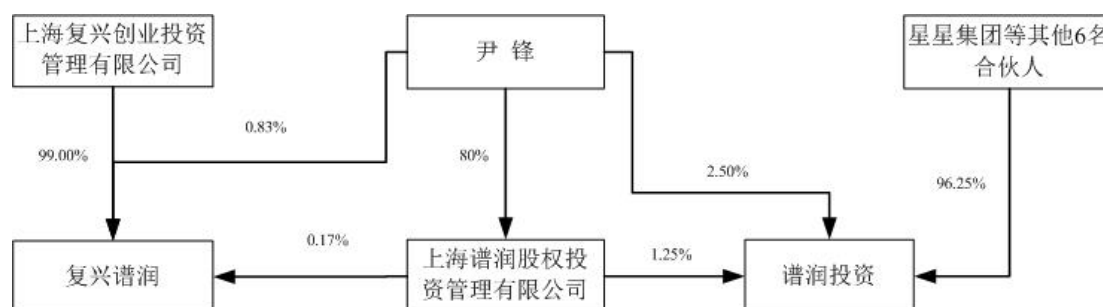 上海复兴创业投资
管理有限公司
尹 锋
星星集团等其他6名
合伙人
0.83%
99.00%
80%
2.50%
96.25%
0.17%
1.25%
复兴谱润
上海谱润股权投
资管理有限公司
谱润投资